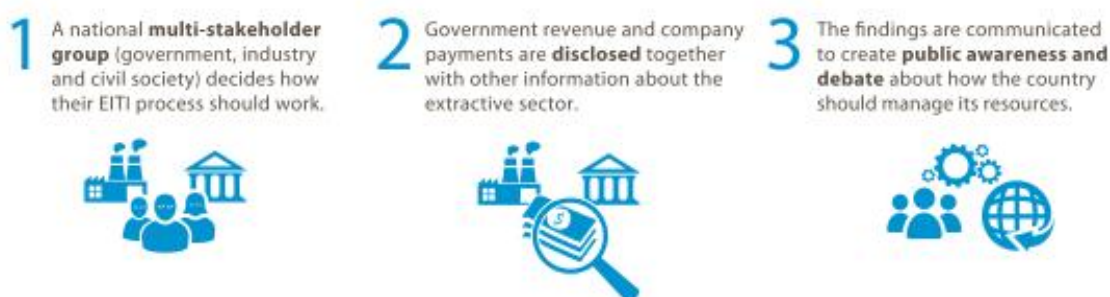 1
A national multi-stakeholder
group (government, industry
and civil society) decides how
their EITI process should work.
2
Government revenue and company
payments are disclosed together
with other information about the
extractive sector.
$
3
The findings are communicated
to create public awareness and
debate about how the country
should manage its resources.